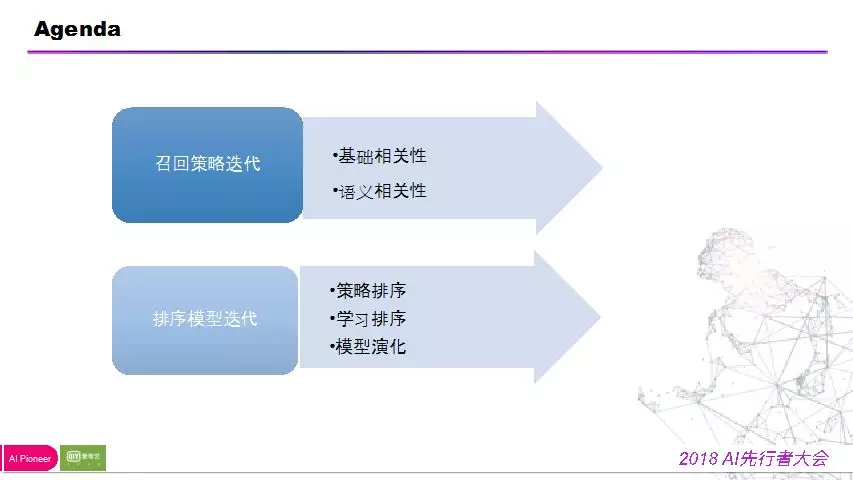 Agenda
召回策略迭代
•基础相关性
•语义相关性
排序模型迭代
•策略排序
•学习排序
•模型演化
AI Pioneer
QIY 爱奇艺
2018 AI先行者大会